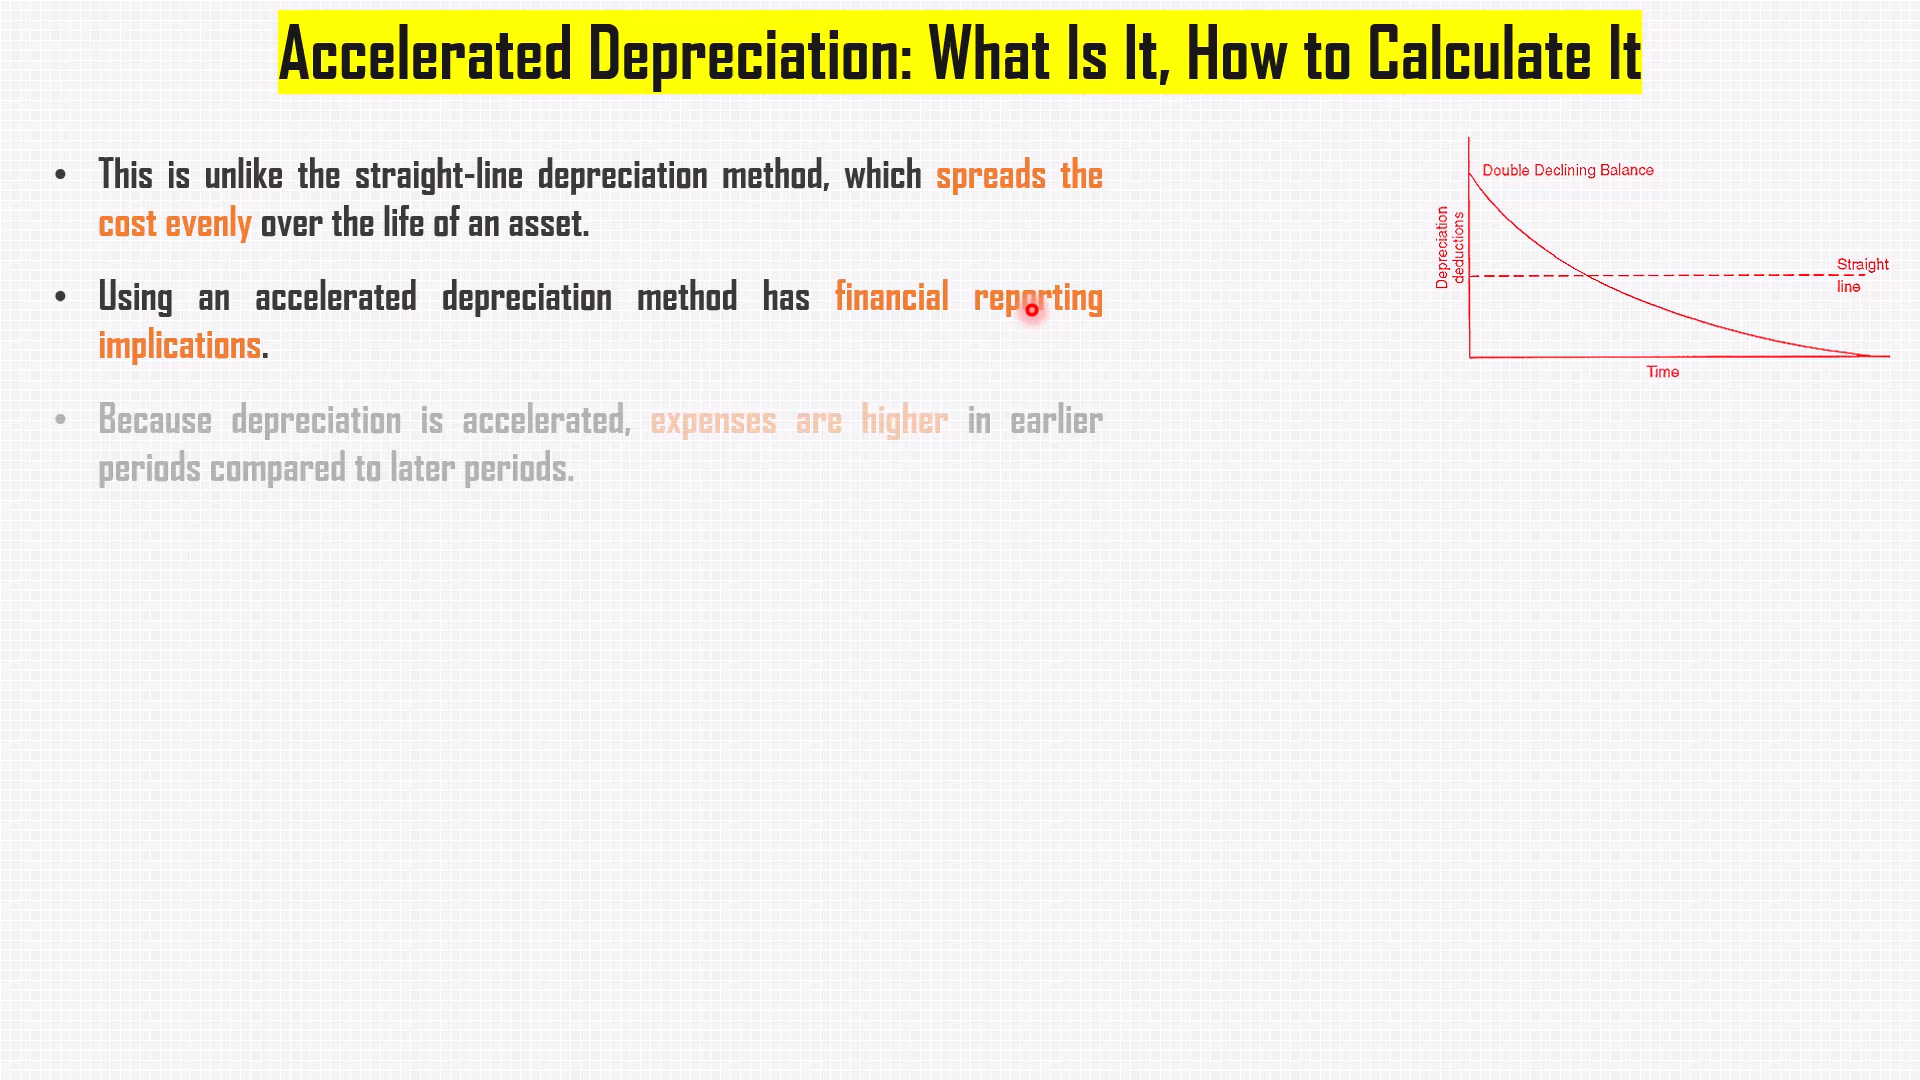 Accelerated Depreciation: What Is It, How to Calculate It
• This is unlike the straight-line depreciation method, which spreads the
cost evenly over the life of an asset.
• Using an accelerated depreciation method has financial reporting
implications.
• Because depreciation is accelerated, expenses are higher in earlier
periods compared to later periods.
Double Declining Balance
Depreciation
deductions
Straight
line
Time